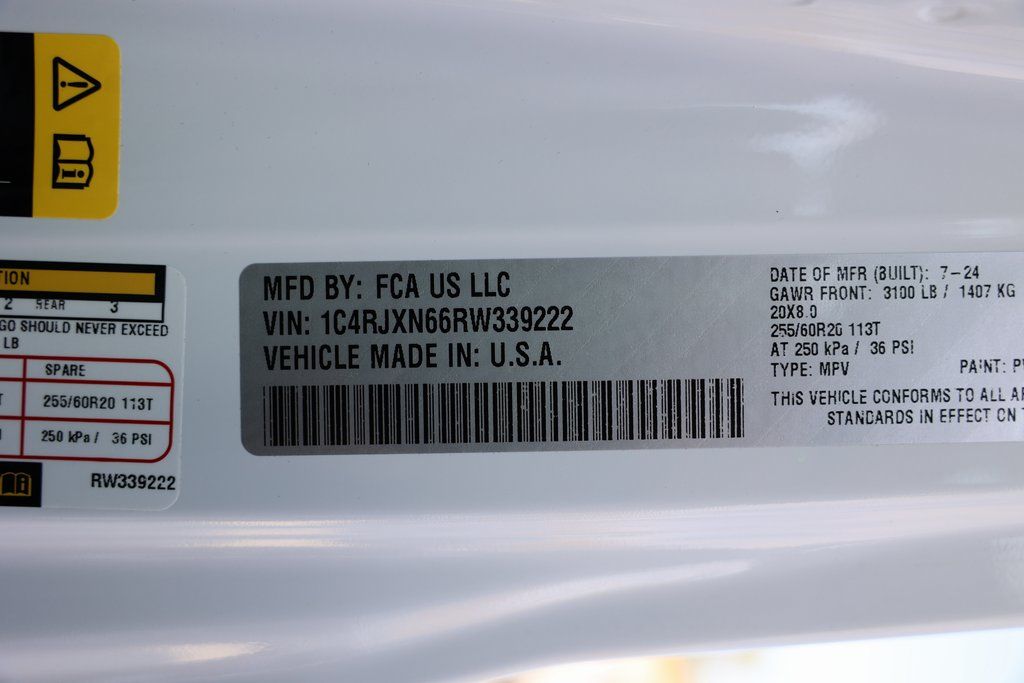 TION
2 REAR 3
GO SHOULD NEVER EXCEED
LB
SPARE
255/60R20 113T
250 kPa / 36 PSI
RW339222
MFD BY: FCA US LLC
VIN: 1C4RJXN66RW339222
VEHICLE MADE IN: U.S.A.
DATE OF MFR (BUILT): 7-24
GAWR FRONT: 3100 LB / 1407 KG
20X8.0
255/60R20 113T
AT 250 kPa / 36 PSI
TYPE: MPV PAINT:
THIS VEHICLE CONFORMS TO ALL
STANDARDS IN EFFECT ON